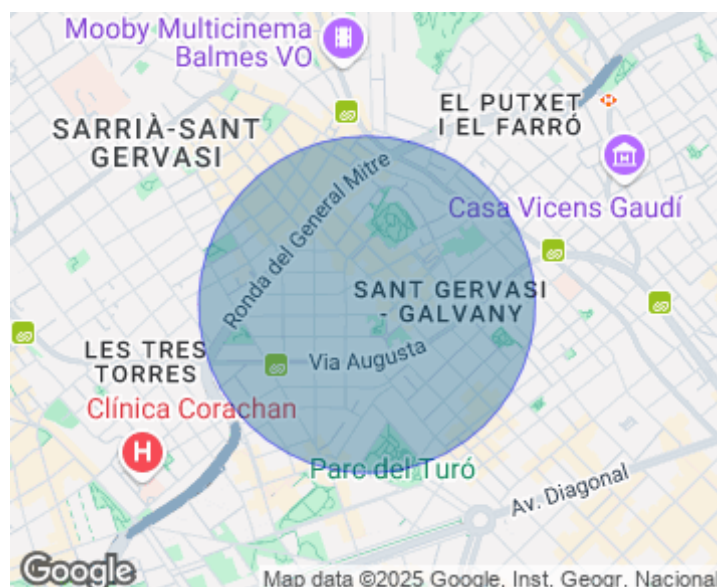 Mooby Multicinema
Balmes VO
EL PUTXET
I EL FARRÓ
SARRIÀ-SANT
GERVASI
Casa Vicens Gaudí
Ronda del General Mitre
SANT GERVASI
- GALVANY
Via Augusta
LES TRES
TORRES
Clínica Corachan
H
Parc del Turó
Av. Diagonal
Google
Map data ©2025 Google, Inst. Geogr. Nacional